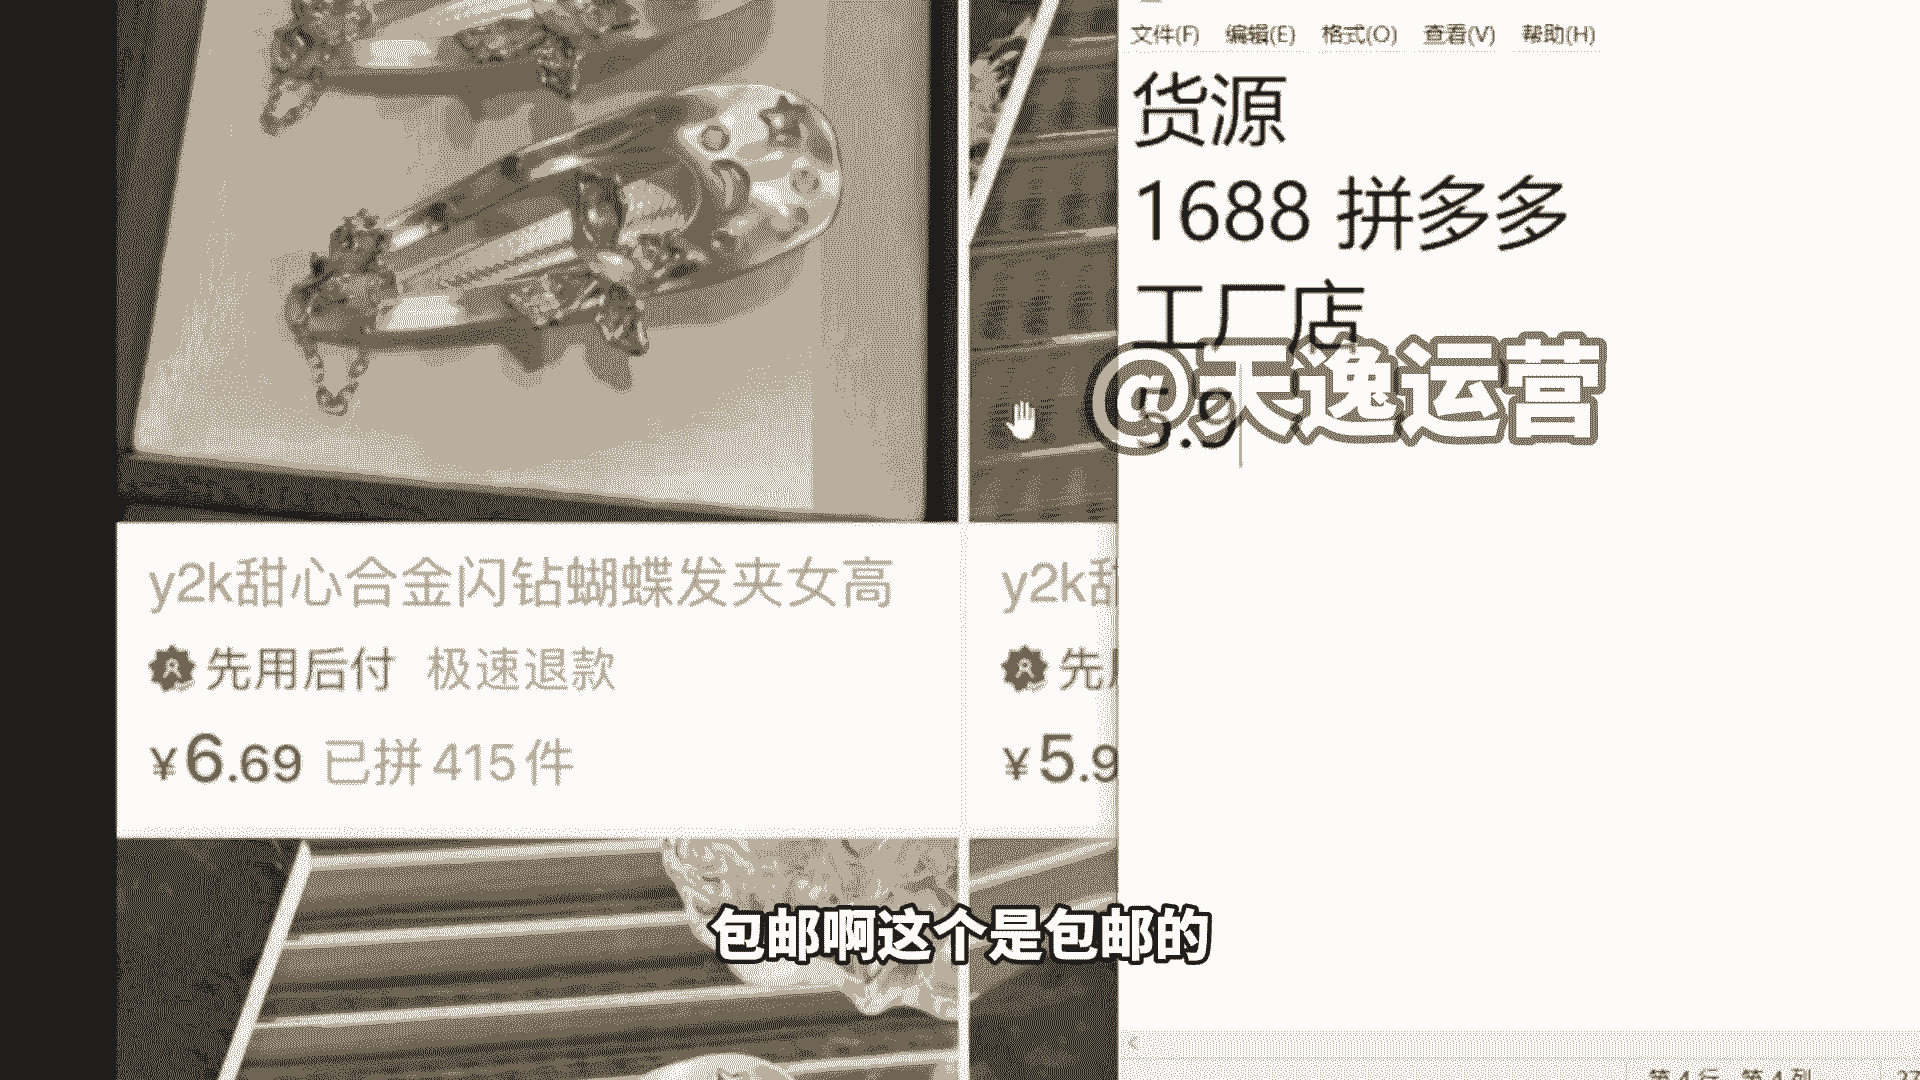 文件(F) 编辑(E) 格式(O) 查看(V) 帮助(H)
货源
1688 拼多多
工厂店
5.9
@天逸运营
y2k甜心合金闪钻蝴蝶发夹女高
先用后付 极速退款
¥6.69 已拼415件
y2k甜
先用
¥5.9
包邮啊这个是包邮的
第 4 行，第 4 列